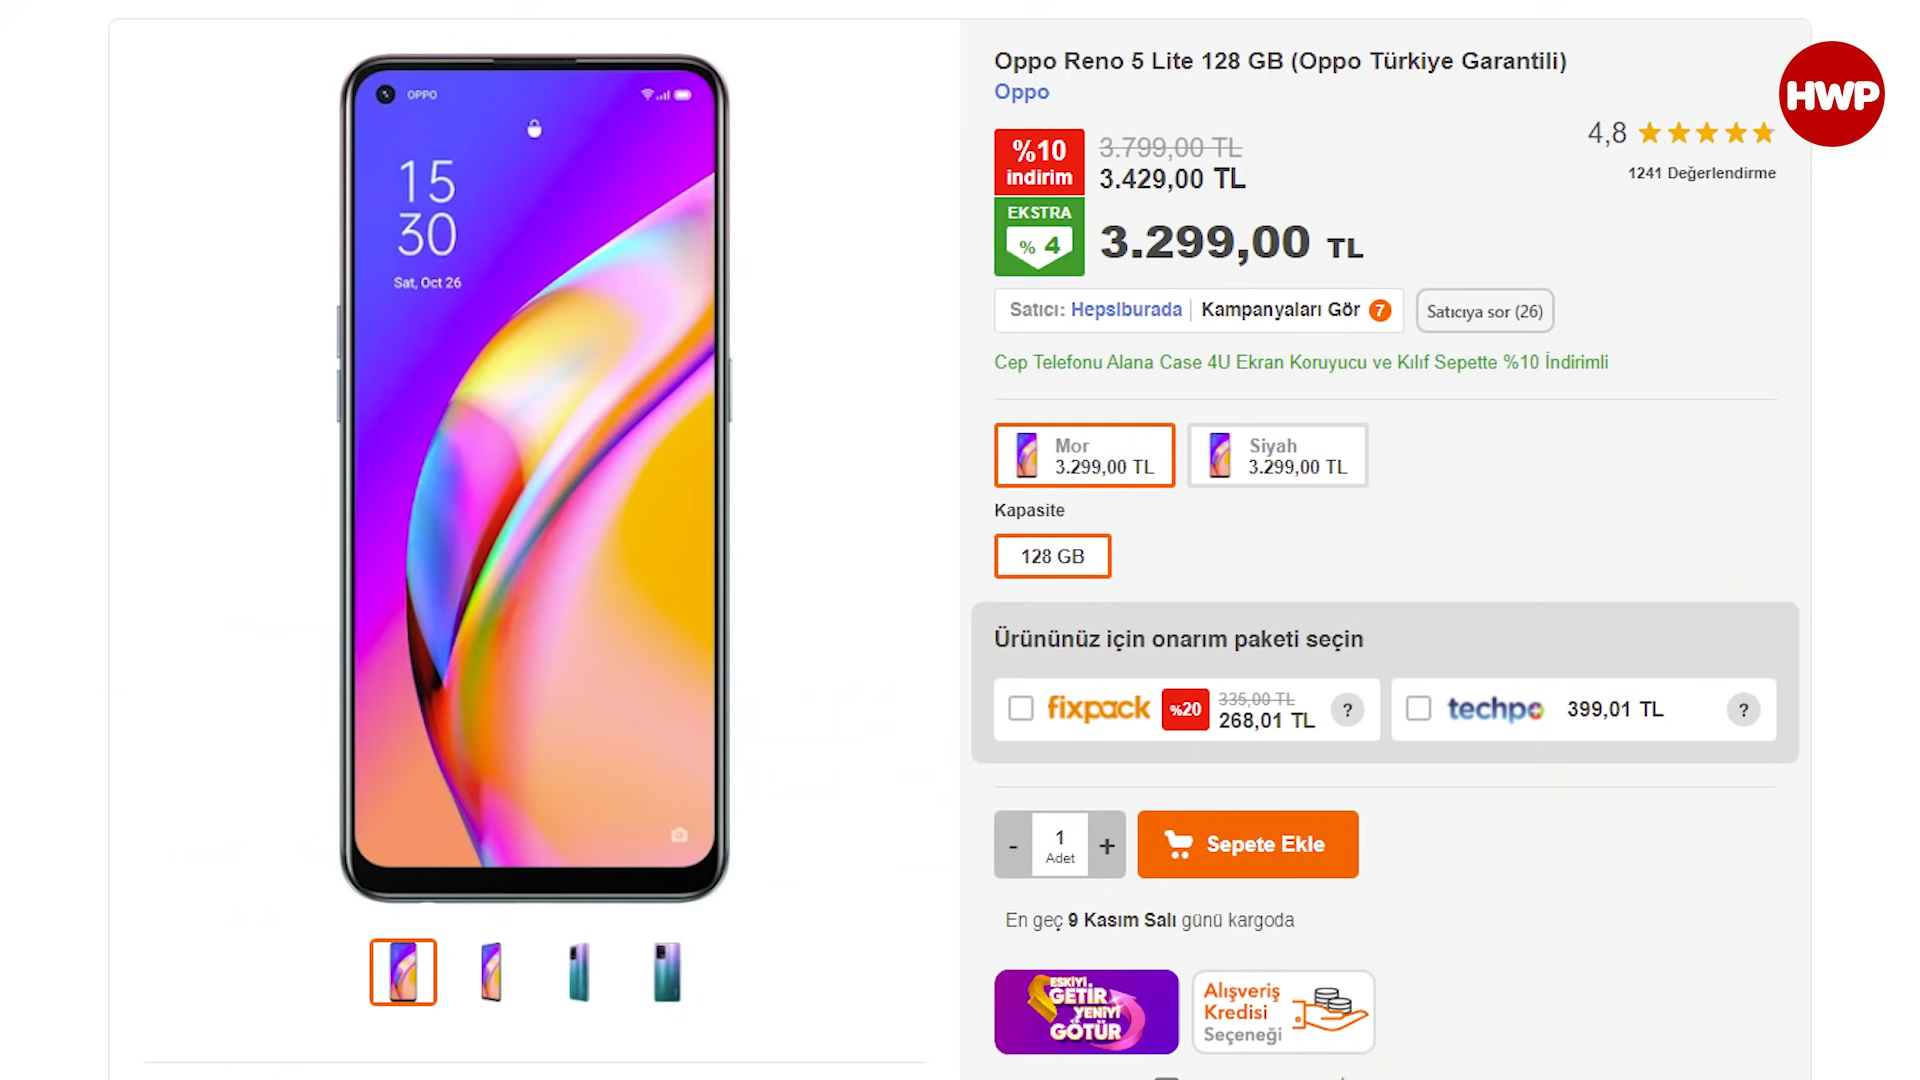 OPPO
15
30
Sat, Oct 26
HWP
Oppo Reno 5 Lite 128 GB (Oppo Türkiye Garantili)
Oppo
4,8
1241 Değerlendirme
%10
indirim
3.799,00 TL
3.429,00 TL
EKSTRA
% 4
3.299,00 TL
Satıcı: Hepsiburada
Kampanyaları Gör 7
Satıcıya sor (26)
Cep Telefonu Alana Case 4U Ekran Koruyucu ve Kılıf Sepette %10 İndirimli
Mor
3.299,00 TL
Siyah
3.299,00 TL
Kapasite
128 GB
Ürününüz için onarım paketi seçin
fixpack
%20
335,00 TL
268,01 TL
?
techpo
399,01 TL
?
-
1
Adet
+
Sepete Ekle
En geç 9 Kasım Salı günü kargoda
ESKİYİ
GETİR
YENİYİ
GÖTÜR
Alışveriş
Kredisi
Seçeneği